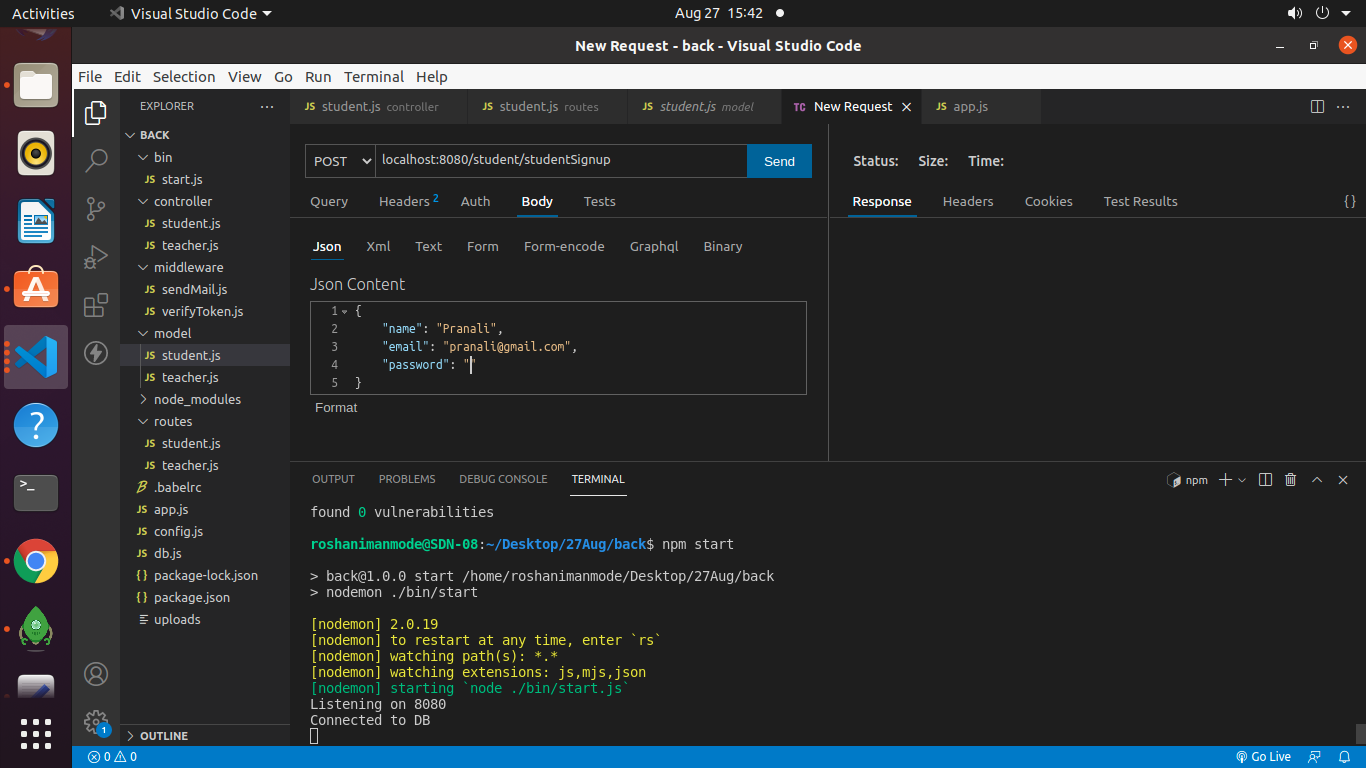 Activities Visual Studio Code Aug 27 15:42
New Request - back - Visual Studio Code
File Edit Selection View Go Run Terminal Help
EXPLORER ···
BACK
bin
JS start.js
controller
JS student.js
JS teacher.js
middleware
JS sendMail.js
JS verifyToken.js
model
JS student.js
JS teacher.js
node_modules
routes
JS student.js
JS teacher.js
.babelrc
JS app.js
JS config.js
JS db.js
{} package-lock.json
{} package.json
uploads
OUTLINE
JS student.js controller JS student.js routes JS student.js model TC New Request JS app.js ···
POST localhost:8080/student/studentSignup Send
Query Headers 2 Auth Body Tests
Json Xml Text Form Form-encode Graphql Binary
Json Content
1 {
2 "name": "Pranali",
3 "email": "pranali@gmail.com",
4 "password": ""
5 }
Format
Status: Size: Time:
Response Headers Cookies Test Results {}
OUTPUT PROBLEMS DEBUG CONSOLE TERMINAL npm
found 0 vulnerabilities
roshanimanmode@SDN-08:~/Desktop/27Aug/back$ npm start
> back@1.0.0 start /home/roshanimanmode/Desktop/27Aug/back
> nodemon ./bin/start
[nodemon] 2.0.19
[nodemon] to restart at any time, enter `rs`
[nodemon] watching path(s): *.*
[nodemon] watching extensions: js,mjs,json
[nodemon] starting `node ./bin/start.js`
Listening on 8080
Connected to DB
1
0 0 Go Live